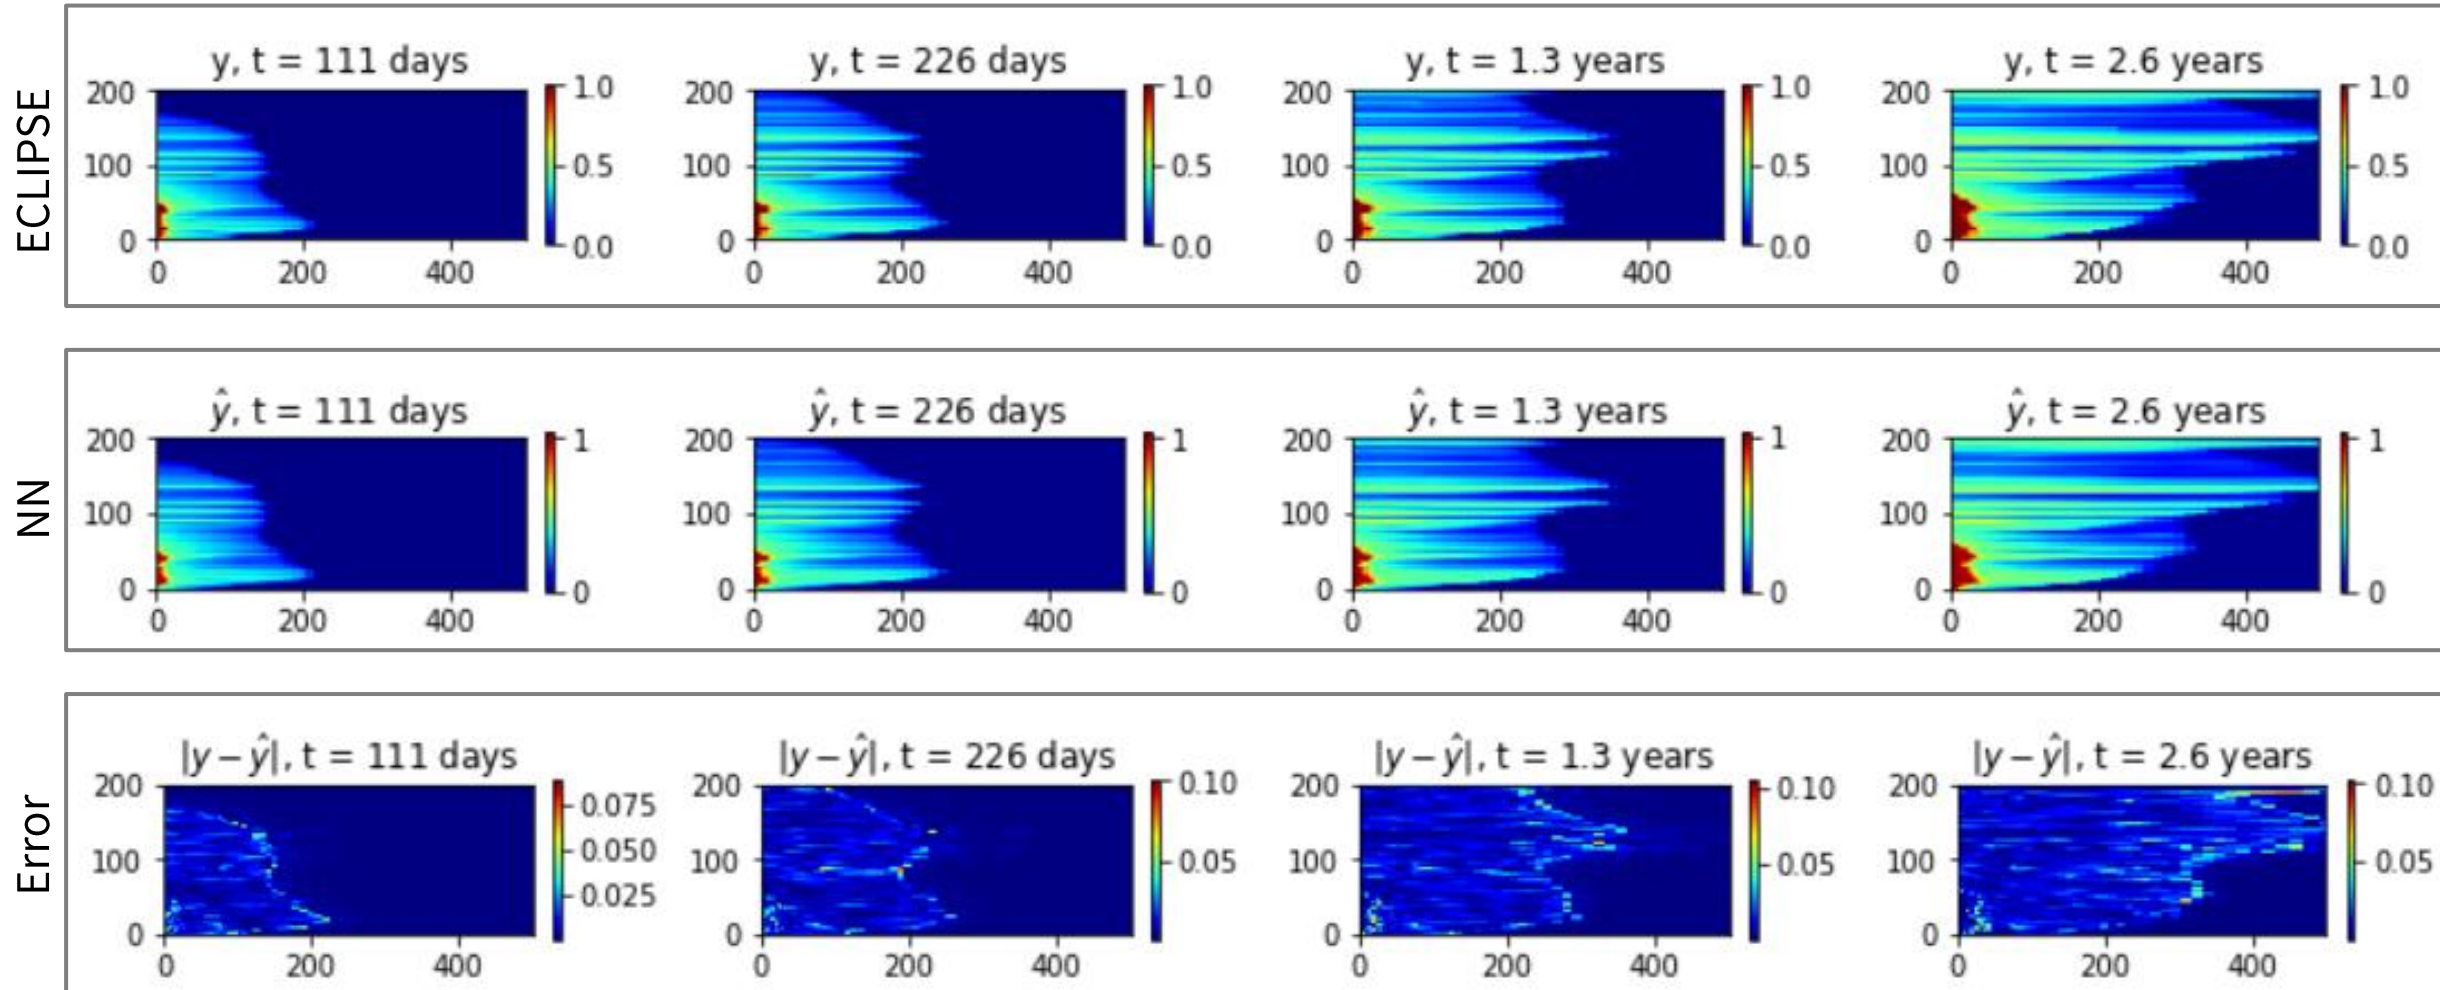 ECLIPSE
y, t = 111 days
200
100
0
0 200 400
1.0
0.5
0.0
y, t = 226 days
200
100
0
0 200 400
1.0
0.5
0.0
y, t = 1.3 years
200
100
0
0 200 400
1.0
0.5
0.0
y, t = 2.6 years
200
100
0
0 200 400
1.0
0.5
0.0
NN
ŷ, t = 111 days
200
100
0
0 200 400
1
0
ŷ, t = 226 days
200
100
0
0 200 400
1
0
ŷ, t = 1.3 years
200
100
0
0 200 400
1
0
ŷ, t = 2.6 years
200
100
0
0 200 400
1
0
Error
|y − ŷ|, t = 111 days
200
100
0
0 200 400
0.075
0.050
0.025
|y − ŷ|, t = 226 days
200
100
0
0 200 400
0.10
0.05
|y − ŷ|, t = 1.3 years
200
100
0
0 200 400
0.10
0.05
|y − ŷ|, t = 2.6 years
200
100
0
0 200 400
0.10
0.05